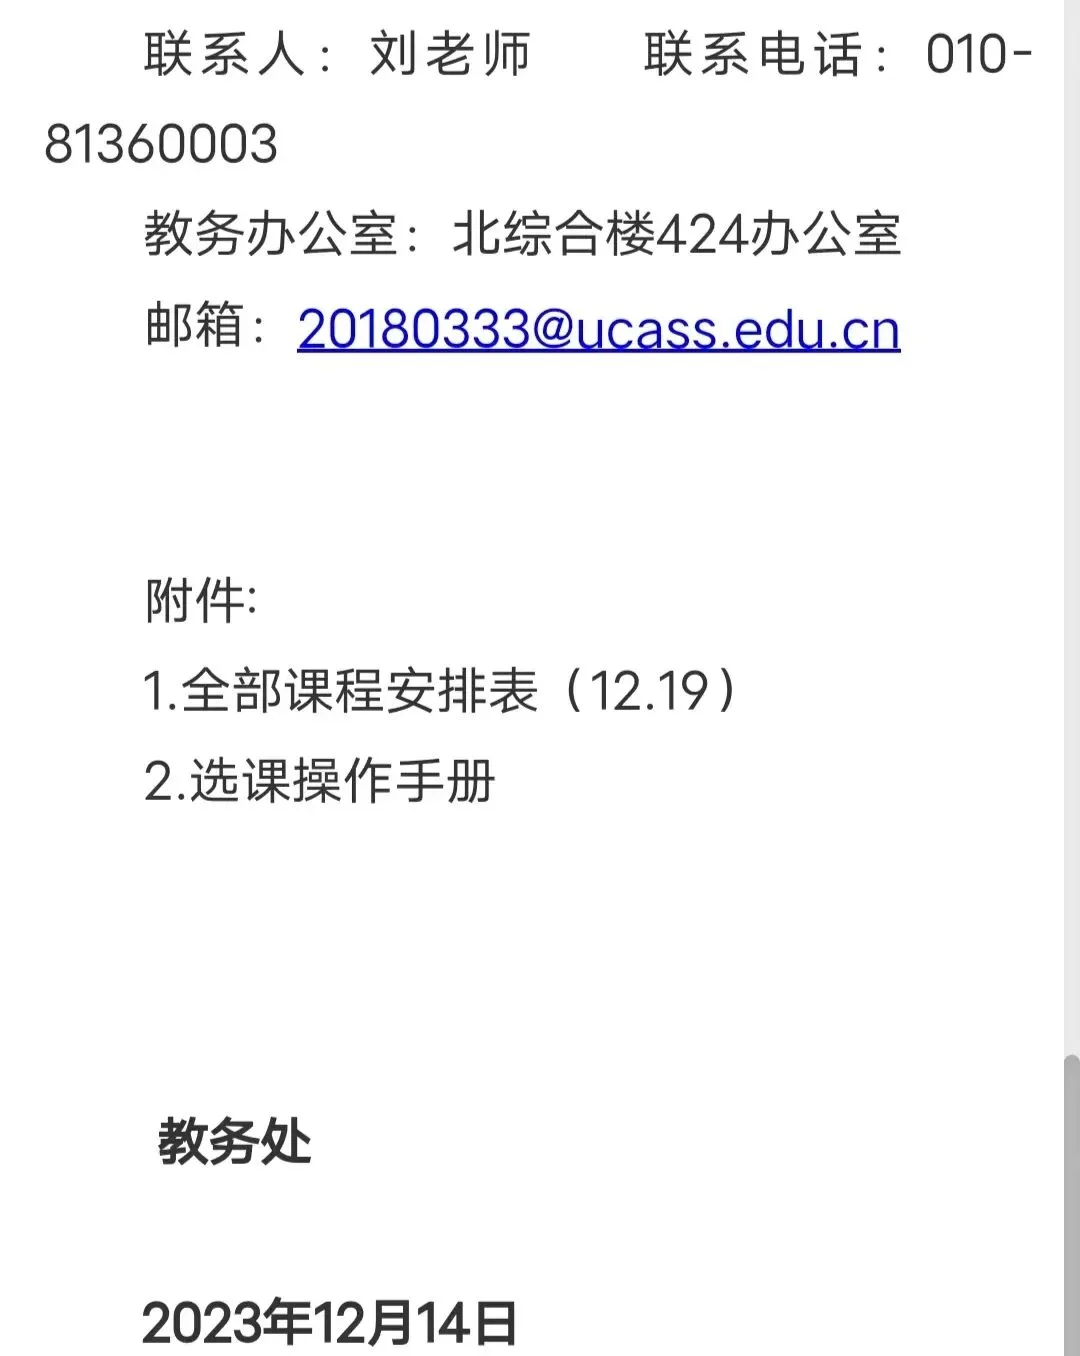 联系人：刘老师 联系电话：010-
81360003
教务办公室：北综合楼424办公室
邮箱：20180333@ucass.edu.cn
附件:
1.全部课程安排表（12.19）
2.选课操作手册
教务处
2023年12月14日